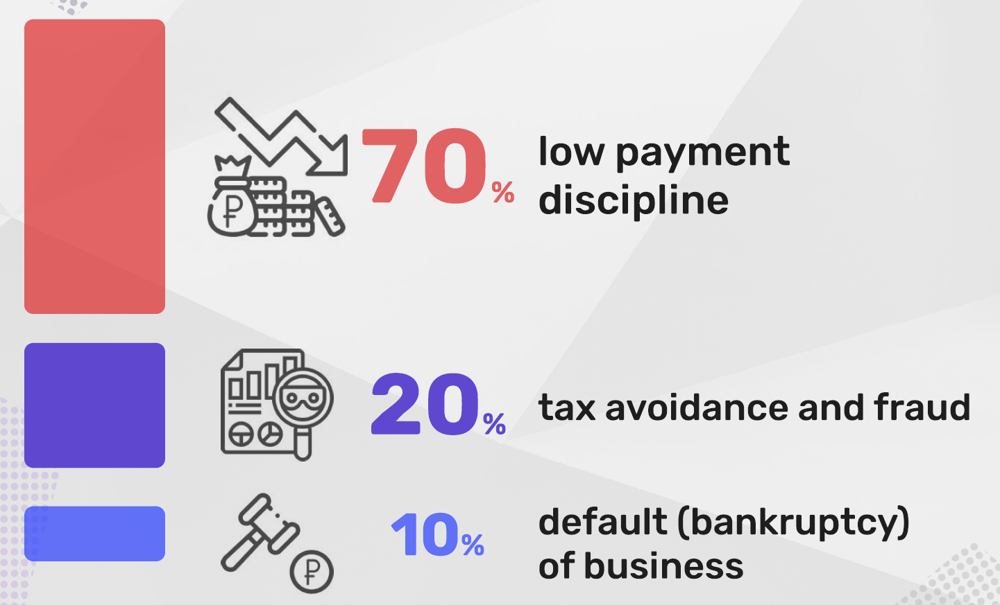 70%
low payment
discipline
20%
tax avoidance and fraud
10%
default (bankruptcy)
of business
₽
₽